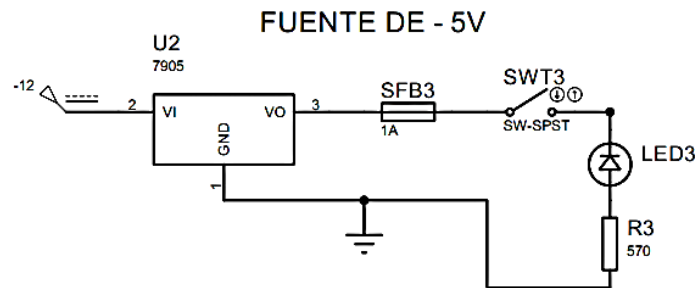 FUENTE DE - 5V
U2
7905
-12
2
VI
VO
3
GND
1
SFB3
1A
SWT3
SW-SPST
LED3
R3
570